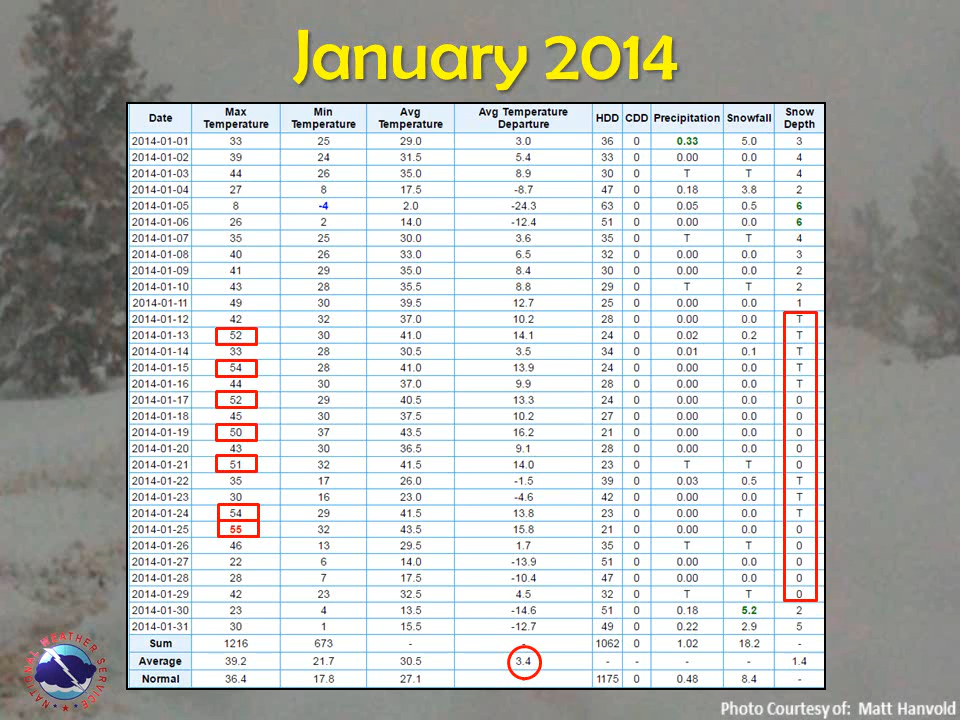 January 2014
Date Max Temperature Min Temperature Avg Temperature Avg Temperature Departure HDD CDD Precipitation Snowfall Snow Depth
2014-01-01 33 25 29.0 3.0 36 0 0.33 5.0 3
2014-01-02 39 24 31.5 5.4 33 0 0.00 0.0 4
2014-01-03 44 26 35.0 8.9 30 0 T T 4
2014-01-04 27 8 17.5 -8.7 47 0 0.18 3.8 2
2014-01-05 8 -4 2.0 -24.3 63 0 0.05 0.5 6
2014-01-06 26 2 14.0 -12.4 51 0 0.00 0.0 6
2014-01-07 35 25 30.0 3.6 35 0 T T 4
2014-01-08 40 26 33.0 6.5 32 0 0.00 0.0 3
2014-01-09 41 29 35.0 8.4 30 0 0.00 0.0 2
2014-01-10 43 28 35.5 8.8 29 0 T T 2
2014-01-11 49 30 39.5 12.7 25 0 0.00 0.0 1
2014-01-12 42 32 37.0 10.2 28 0 0.00 0.0 T
2014-01-13 52 30 41.0 14.1 24 0 0.02 0.2 T
2014-01-14 33 28 30.5 3.5 34 0 0.01 0.1 T
2014-01-15 54 28 41.0 13.9 24 0 0.00 0.0 T
2014-01-16 44 30 37.0 9.9 28 0 0.00 0.0 T
2014-01-17 52 29 40.5 13.3 24 0 0.00 0.0 0
2014-01-18 45 30 37.5 10.2 27 0 0.00 0.0 0
2014-01-19 50 37 43.5 16.2 21 0 0.00 0.0 0
2014-01-20 43 30 36.5 9.1 28 0 0.00 0.0 0
2014-01-21 51 32 41.5 14.0 23 0 T T 0
2014-01-22 35 17 26.0 -1.5 39 0 0.03 0.5 T
2014-01-23 30 16 23.0 -4.6 42 0 0.00 0.0 T
2014-01-24 54 29 41.5 13.8 23 0 0.00 0.0 T
2014-01-25 55 32 43.5 15.8 21 0 0.00 0.0 0
2014-01-26 46 13 29.5 1.7 35 0 T T 0
2014-01-27 22 6 14.0 -13.9 51 0 0.00 0.0 0
2014-01-28 28 7 17.5 -10.4 47 0 0.00 0.0 0
2014-01-29 42 23 32.5 4.5 32 0 T T 0
2014-01-30 23 4 13.5 -14.6 51 0 0.18 5.2 2
2014-01-31 30 1 15.5 -12.7 49 0 0.22 2.9 5
Sum 1216 673 - - 1062 0 1.02 18.2 -
Average 39.2 21.7 30.5 3.4 - - - - 1.4
Normal 36.4 17.8 27.1 - 1175 0 0.48 8.4 -
NATIONAL WEATHER SERVICE
Photo Courtesy of: Matt Hanvold